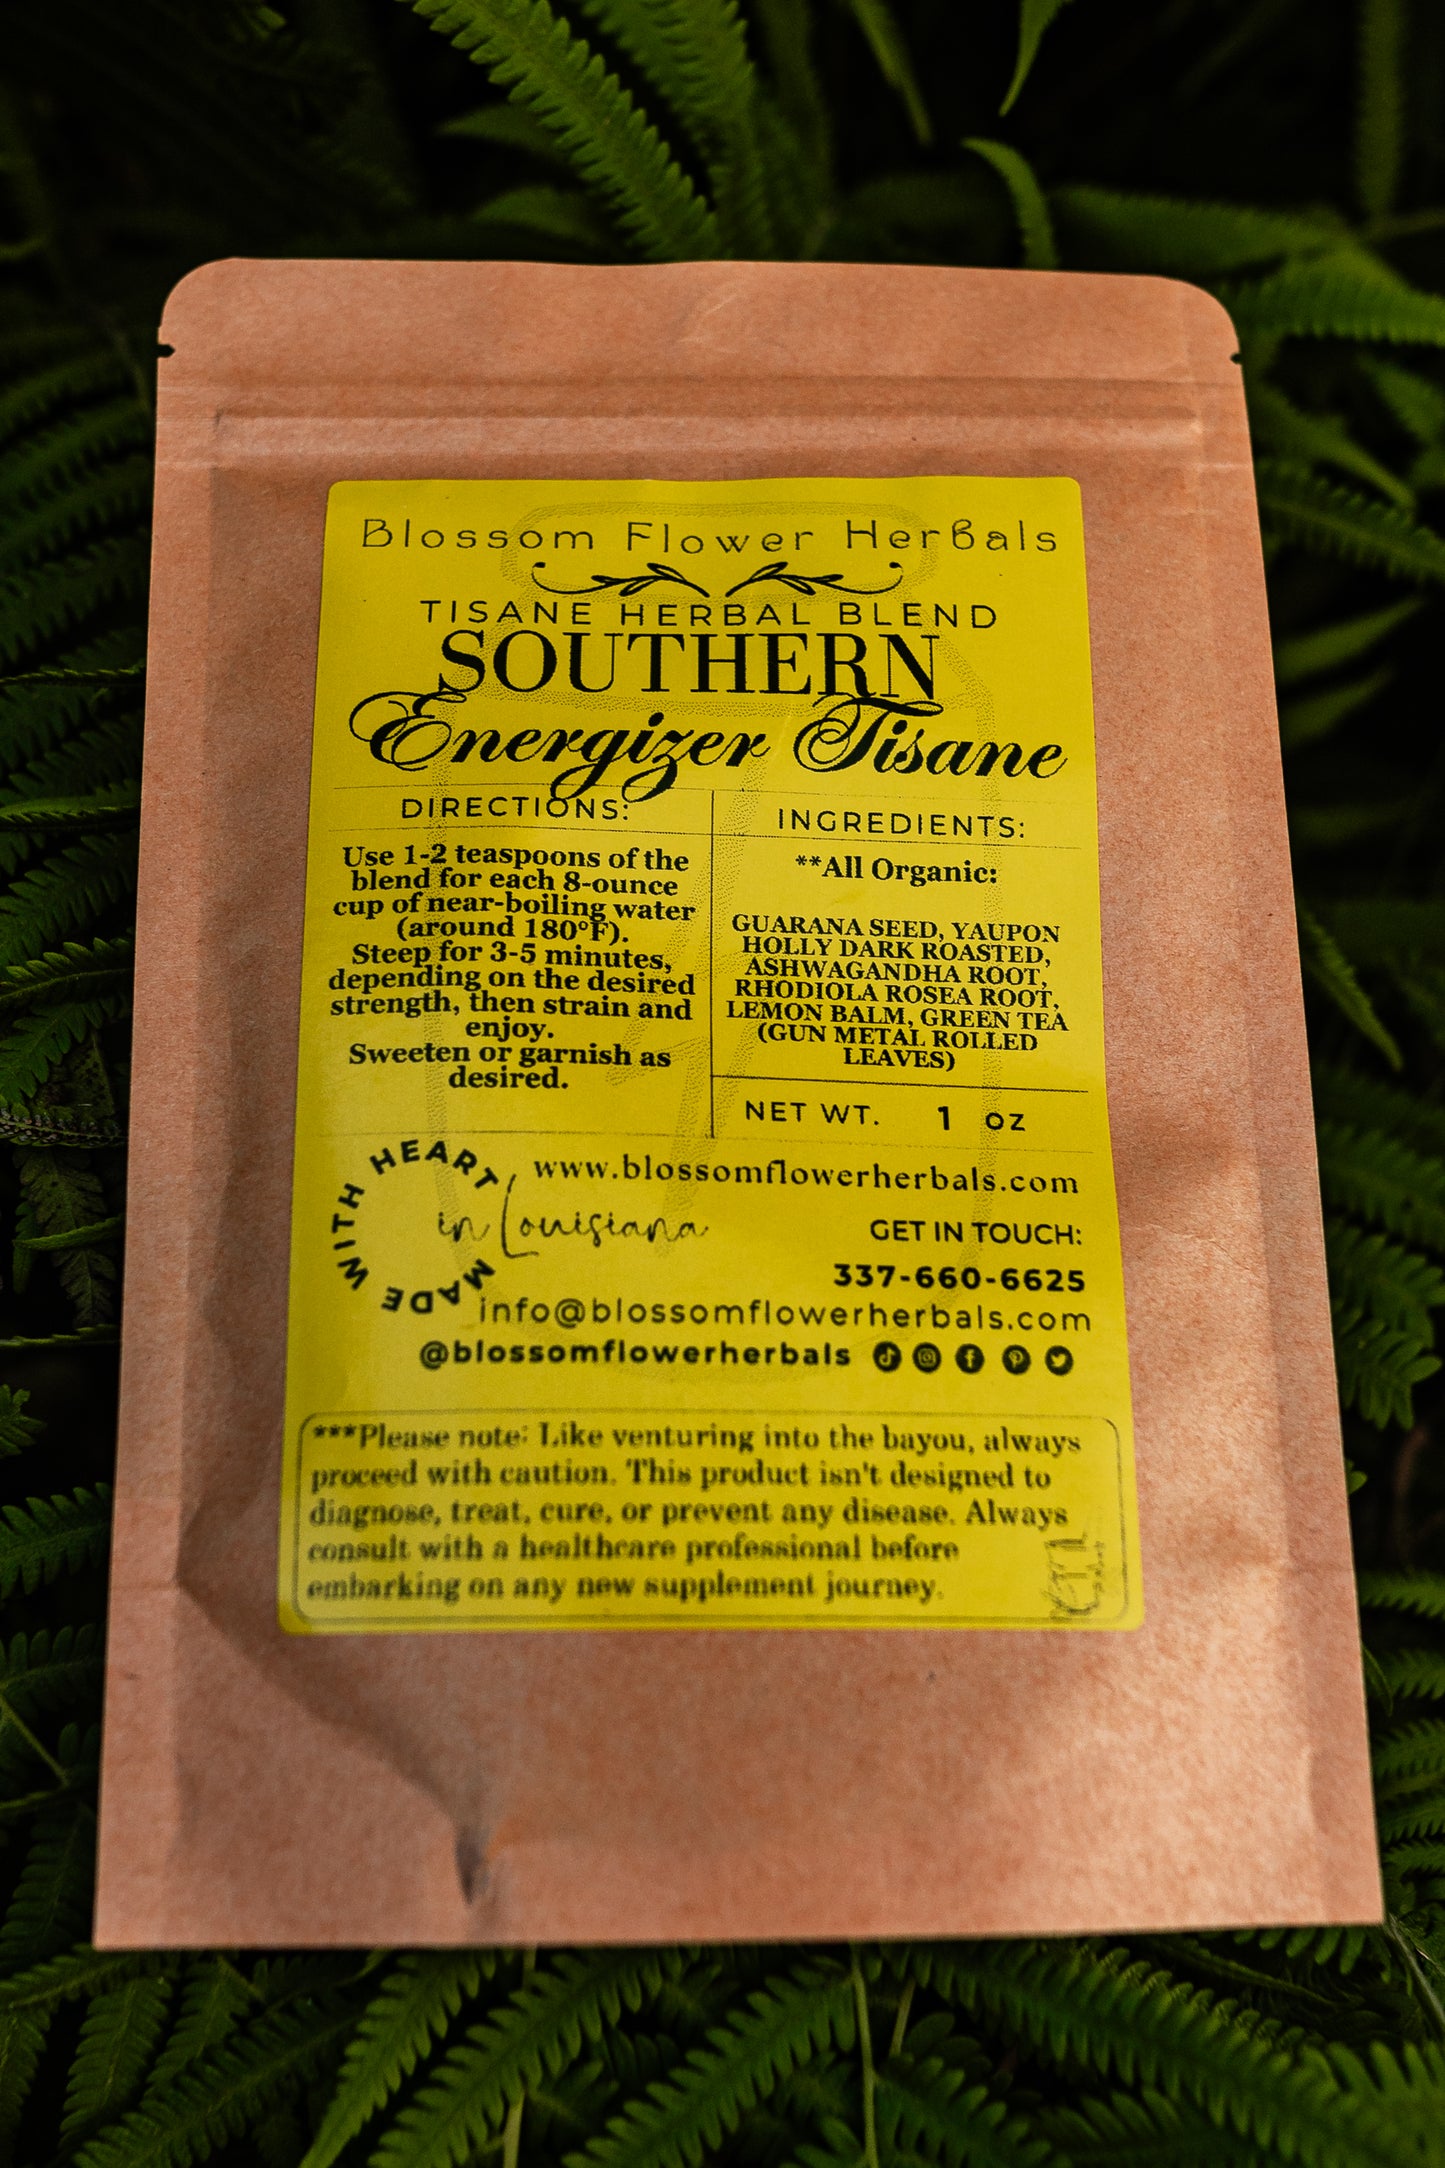 Blossom Flower Herbals
TISANE HERBAL BLEND
SOUTHERN
Energizer Tisane
DIRECTIONS:
Use 1-2 teaspoons of the
blend for each 8-ounce
cup of near-boiling water
(around 180°F).
Steep for 3-5 minutes,
depending on the desired
strength, then strain and
enjoy.
Sweeten or garnish as
desired.
INGREDIENTS:
**All Organic:
GUARANA SEED, YAUPON
HOLLY DARK ROASTED,
ASHWAGANDHA ROOT,
RHODIOLA ROSEA ROOT,
LEMON BALM, GREEN TEA
(GUN METAL ROLLED
LEAVES)
NET WT. 1 OZ
MADE WITH HEART
in Louisiana
www.blossomflowerherbals.com
GET IN TOUCH:
337-660-6625
info@blossomflowerherbals.com
@blossomflowerherbals
***Please note: Like venturing into the bayou, always
proceed with caution. This product isn't designed to
diagnose, treat, cure, or prevent any disease. Always
consult with a healthcare professional before
embarking on any new supplement journey.